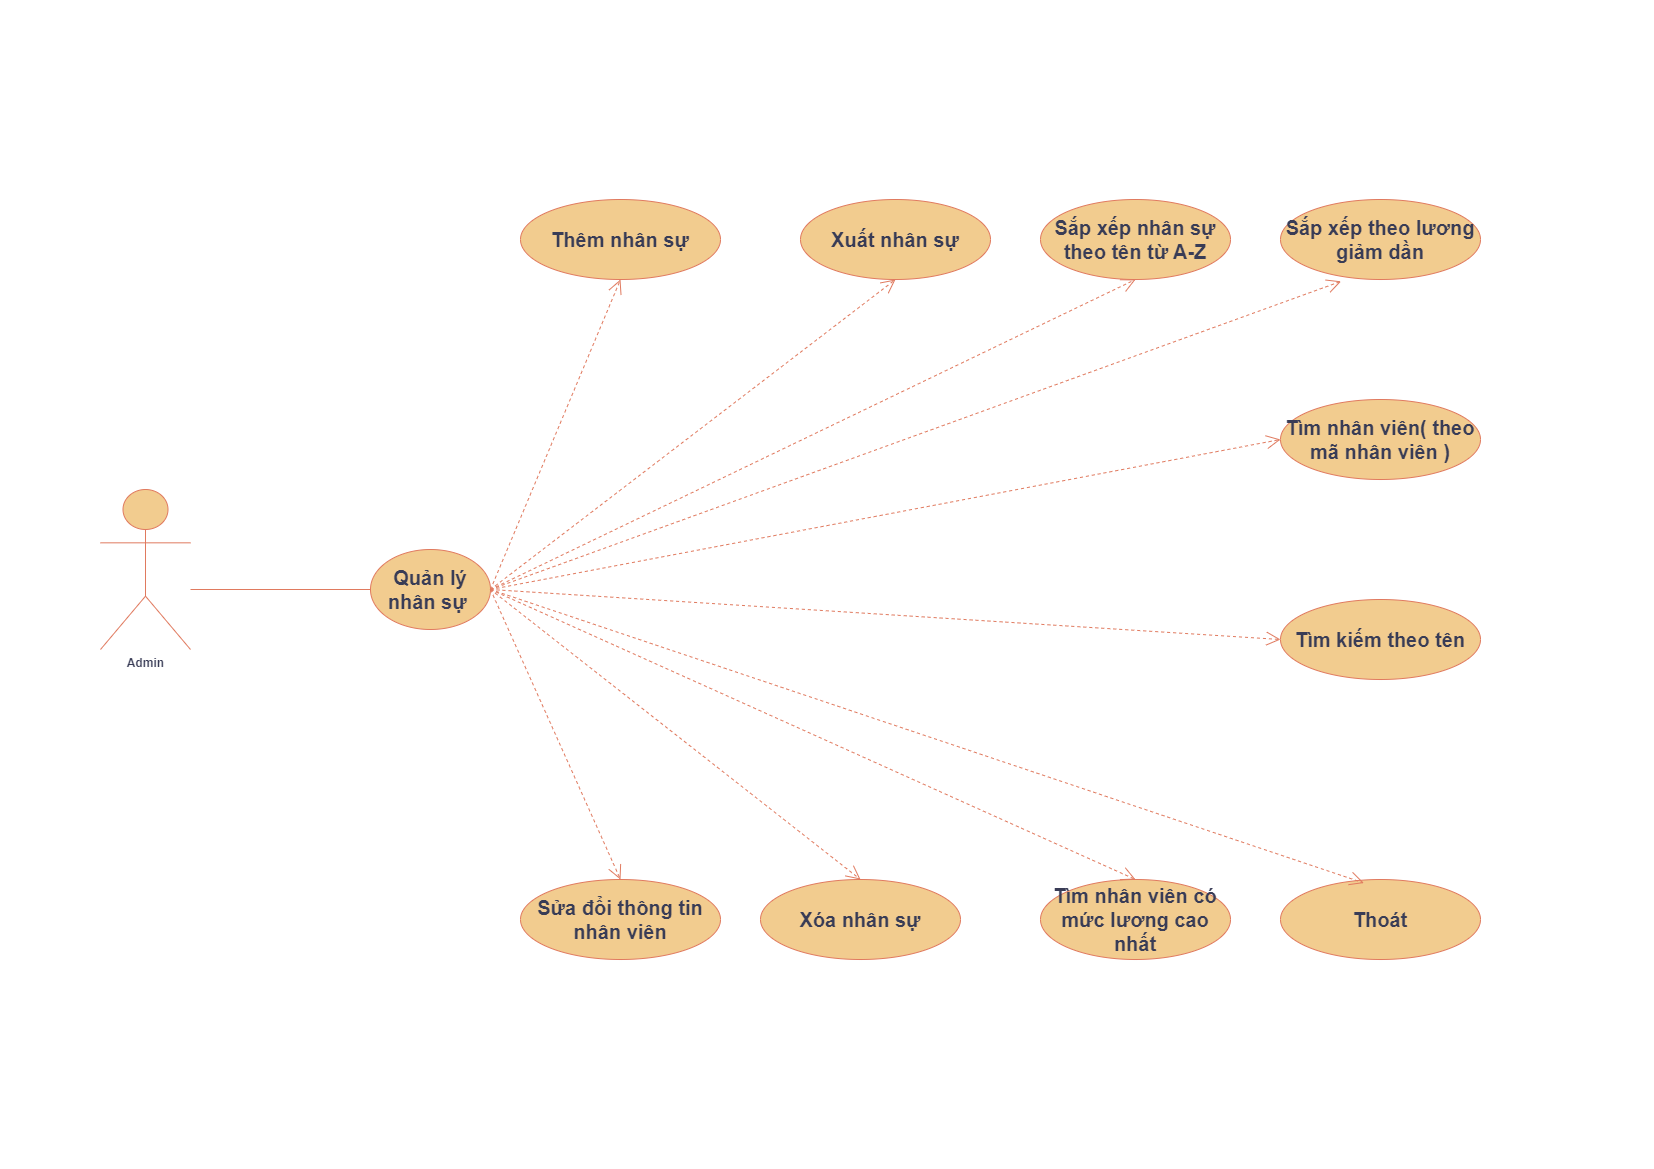 Thêm nhân sự
Xuất nhân sự
Sắp xếp nhân sự
theo tên từ A-Z
Sắp xếp theo lương
giảm dần
Tìm nhân viên( theo
mã nhân viên )
Quản lý
nhân sự
Admin
Tìm kiếm theo tên
Sửa đổi thông tin
nhân viên
Xóa nhân sự
Tìm nhân viên có
mức lương cao
nhất
Thoát